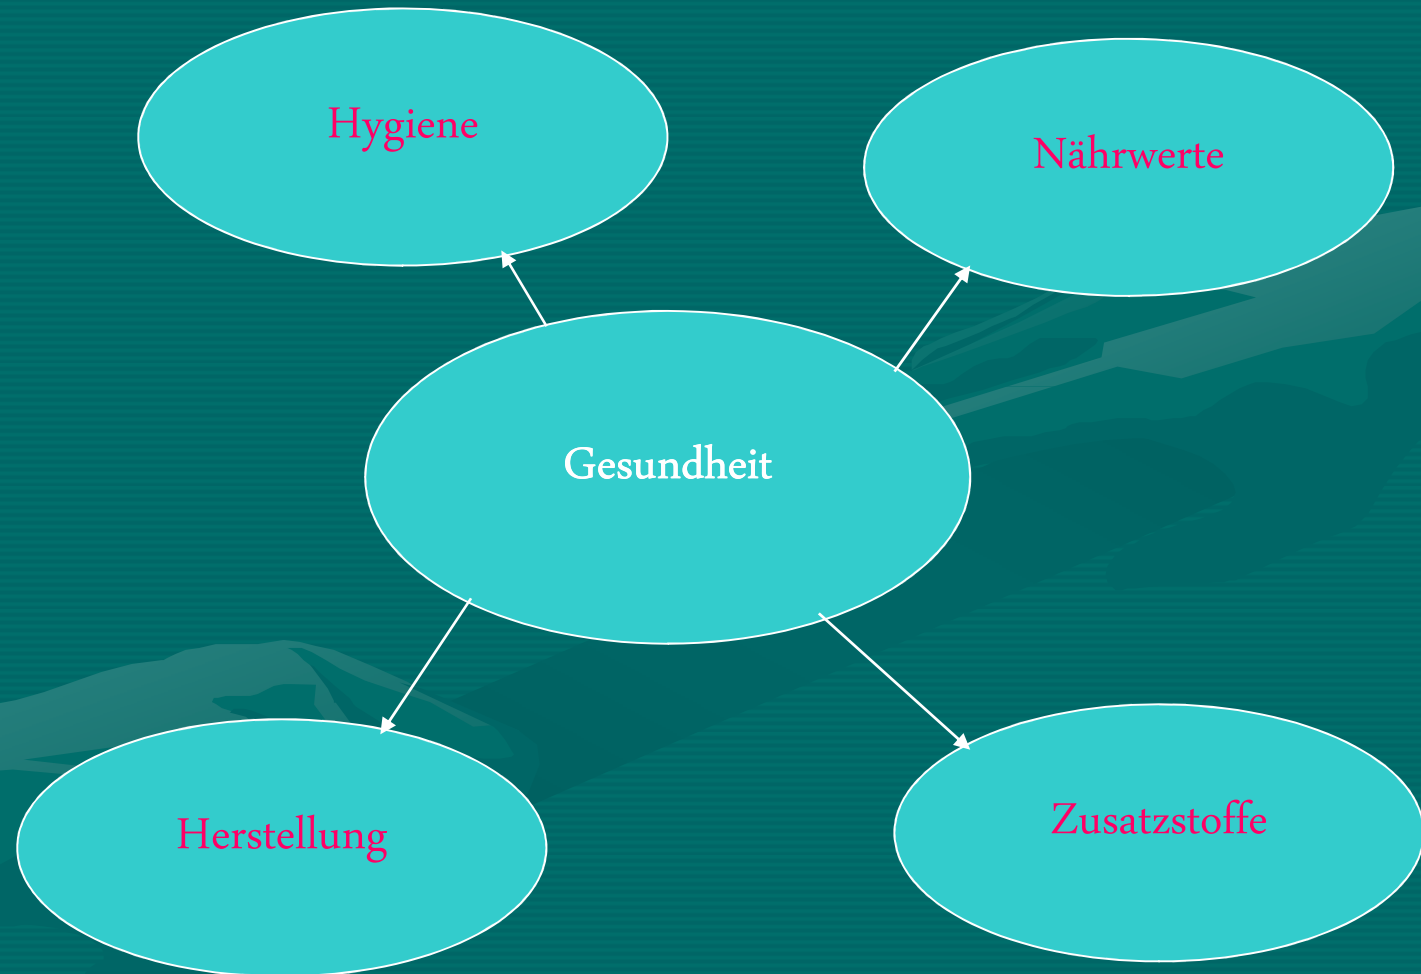 Hygiene
Nährwerte
Gesundheit
Herstellung
Zusatzstoffe